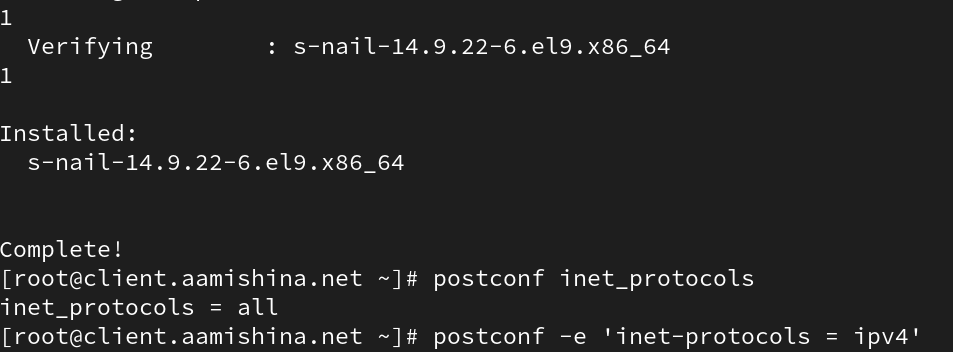 1
  Verifying        : s-nail-14.9.22-6.el9.x86_64
1
Installed:
  s-nail-14.9.22-6.el9.x86_64
Complete!
[root@client.aamishina.net ~]# postconf inet_protocols
inet_protocols = all
[root@client.aamishina.net ~]# postconf -e 'inet-protocols = ipv4'